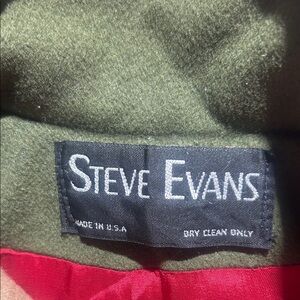 STEVE EVANS
MADE IN U.S.A DRY CLEAN ONLY